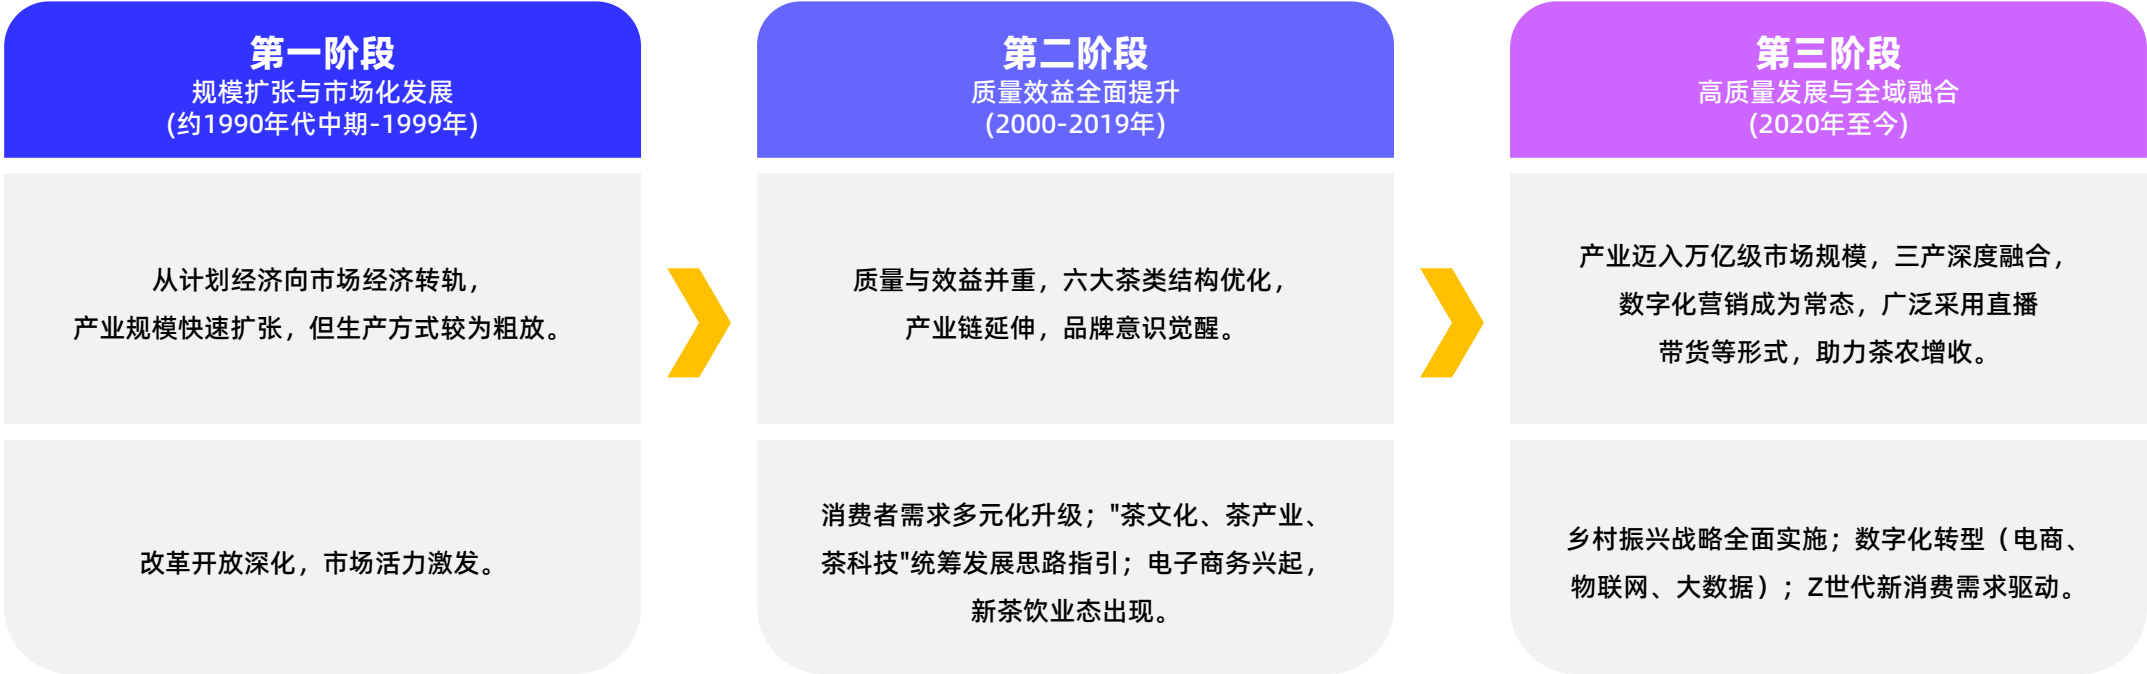 第一阶段
规模扩张与市场化发展
(约1990年代中期-1999年)
从计划经济向市场经济转轨，
产业规模快速扩张，但生产方式较为粗放。
改革开放深化，市场活力激发。
第二阶段
质量效益全面提升
(2000-2019年)
质量与效益并重，六大茶类结构优化，
产业链延伸，品牌意识觉醒。
消费者需求多元化升级；"茶文化、茶产业、
茶科技"统筹发展思路指引；电子商务兴起，
新茶饮业态出现。
第三阶段
高质量发展与全域融合
(2020年至今)
产业迈入万亿级市场规模，三产深度融合，
数字化营销成为常态，广泛采用直播
带货等形式，助力茶农增收。
乡村振兴战略全面实施；数字化转型（电商、
物联网、大数据）；Z世代新消费需求驱动。